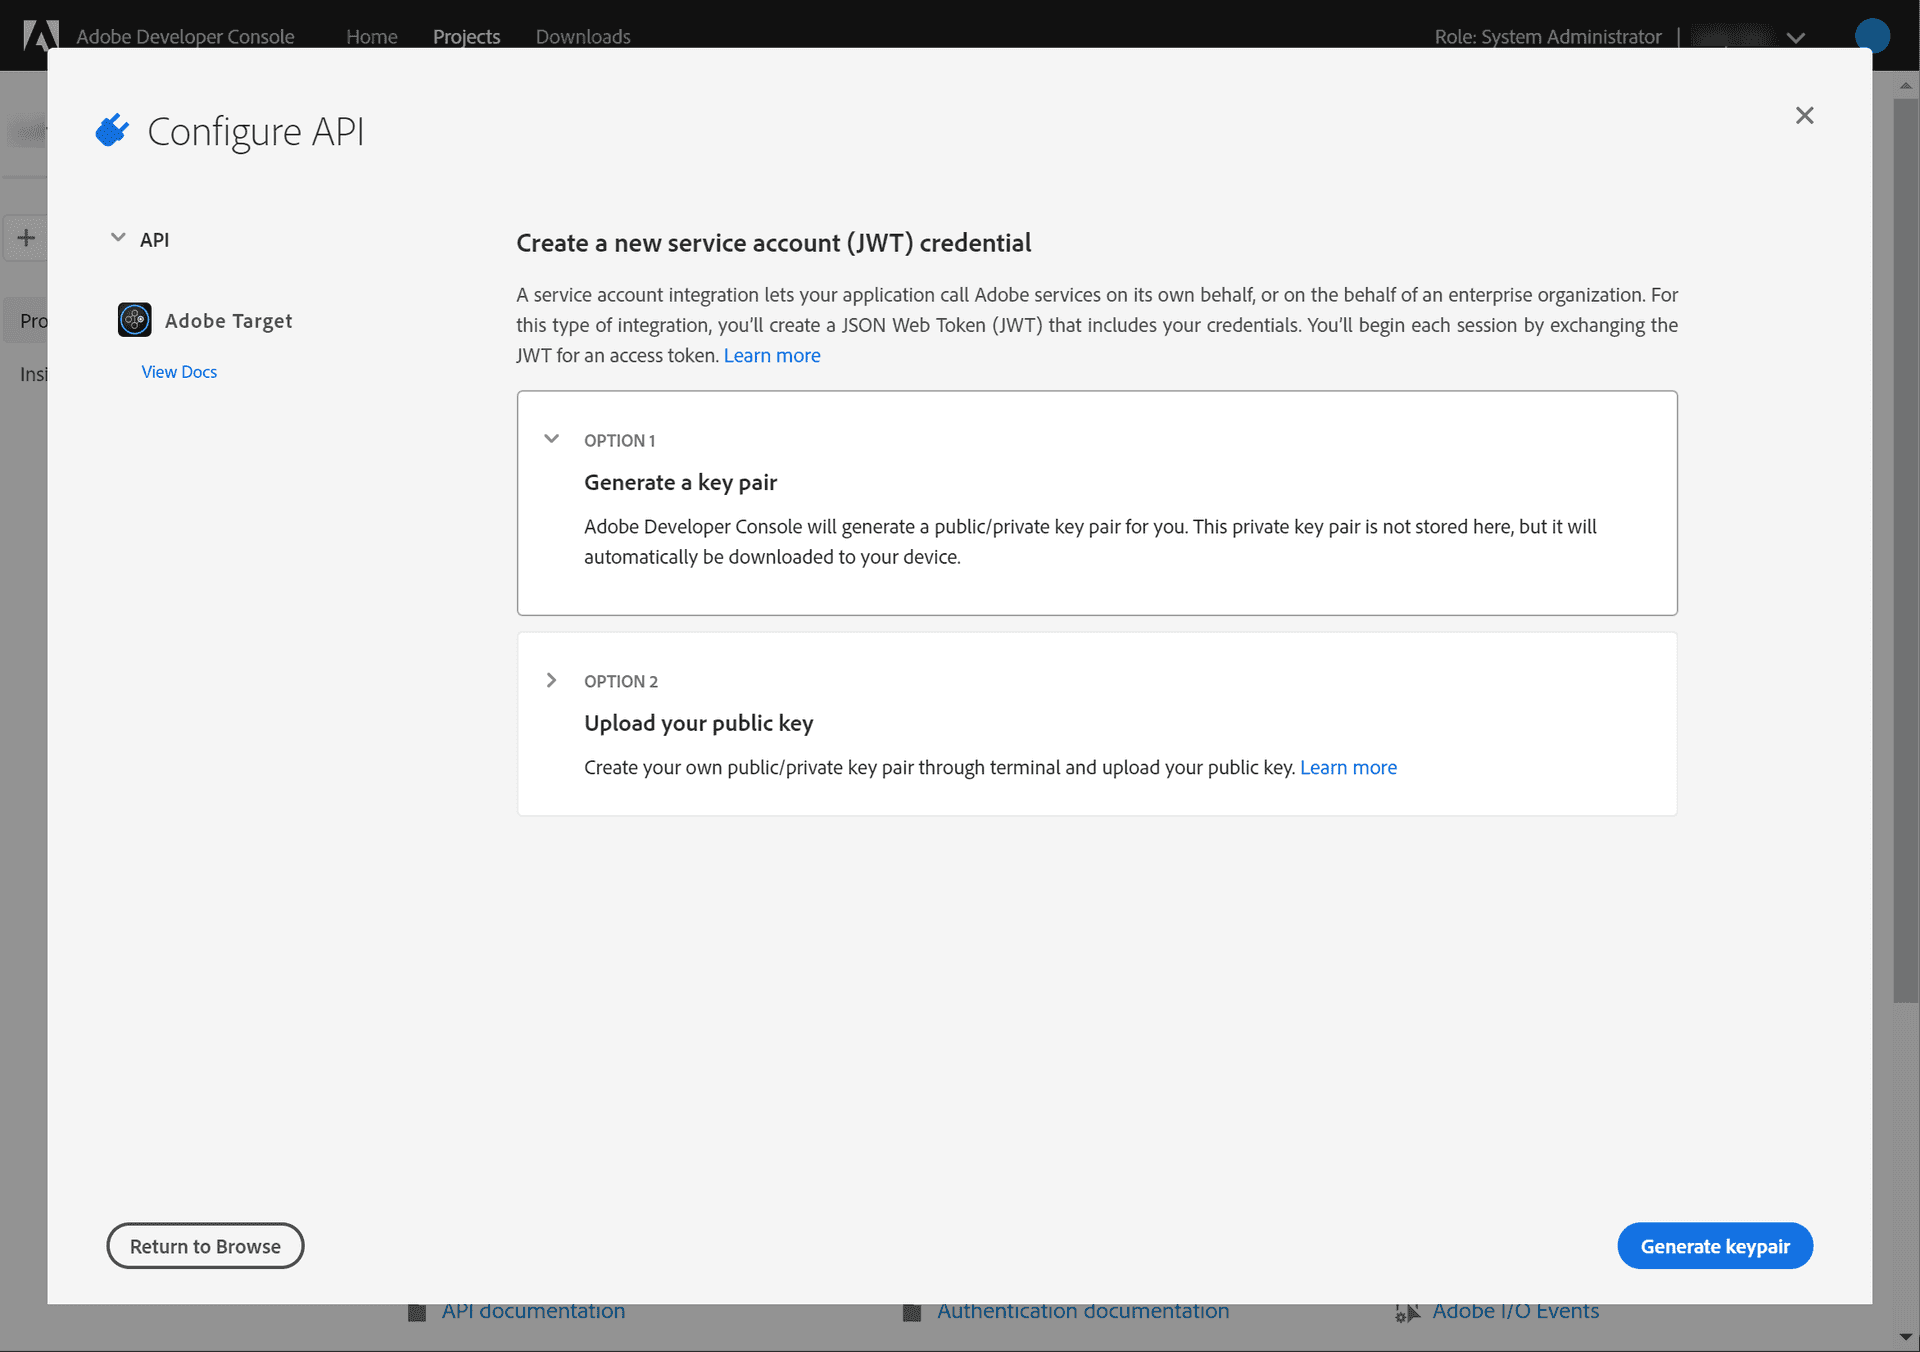 Adobe Developer Console Home Projects Downloads Role: System Administrator |
Configure API
API
Create a new service account (JWT) credential
A service account integration lets your application call Adobe services on its own behalf, or on the behalf of an enterprise organization. For
this type of integration, you’ll create a JSON Web Token (JWT) that includes your credentials. You’ll begin each session by exchanging the
JWT for an access token. Learn more
Pro
Adobe Target
View Docs
Insi
OPTION 1
Generate a key pair
Adobe Developer Console will generate a public/private key pair for you. This private key pair is not stored here, but it will
automatically be downloaded to your device.
OPTION 2
Upload your public key
Create your own public/private key pair through terminal and upload your public key. Learn more
Return to Browse
Generate keypair
API documentation
Authentication documentation
Adobe I/O Events